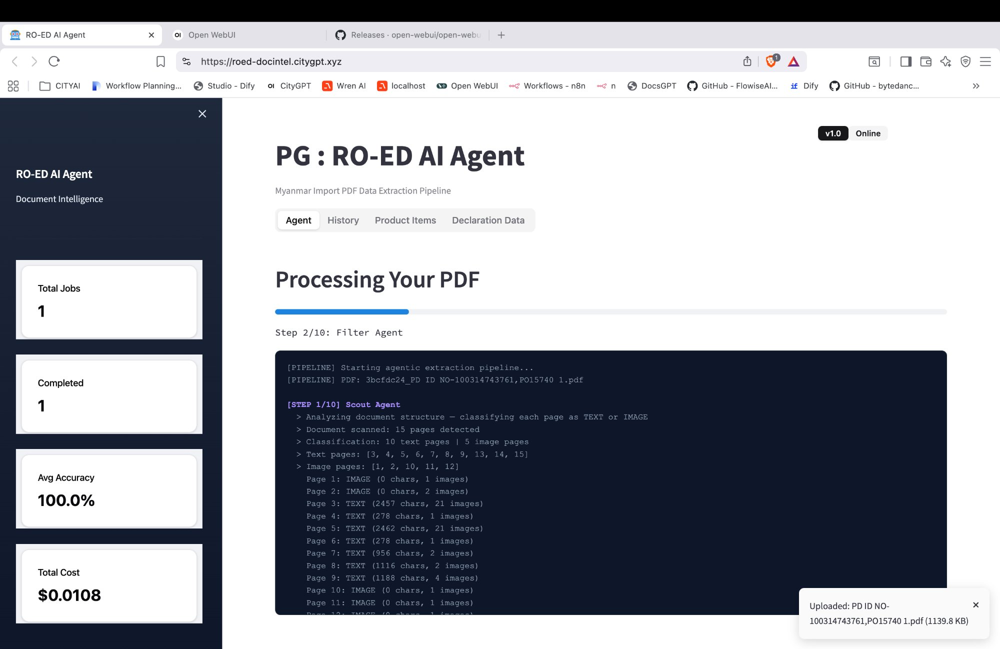 RO-ED AI Agent
OI Open WebUI
Releases · open-webui/open-webu
https://roed-docintel.citygpt.xyz
1
CITYAI
Workflow Planning...
Studio - Dify
OI CityGPT
Wren AI
localhost
Open WebUI
Workflows - n8n
n
DocsGPT
GitHub - FlowiseAI...
if Dify
GitHub - bytedanc...
RO-ED AI Agent
Document Intelligence
Total Jobs
1
Completed
1
Avg Accuracy
100.0%
Total Cost
$0.0108
v1.0 Online
PG : RO-ED AI Agent
Myanmar Import PDF Data Extraction Pipeline
Agent History Product Items Declaration Data
Processing Your PDF
Step 2/10: Filter Agent
[PIPELINE] Starting agentic extraction pipeline...
[PIPELINE] PDF: 3bcfdc24_PD ID NO-100314743761,PO15740 1.pdf
[STEP 1/10] Scout Agent
> Analyzing document structure — classifying each page as TEXT or IMAGE
> Document scanned: 15 pages detected
> Classification: 10 text pages | 5 image pages
> Text pages: [3, 4, 5, 6, 7, 8, 9, 13, 14, 15]
> Image pages: [1, 2, 10, 11, 12]
Page 1: IMAGE (0 chars, 1 images)
Page 2: IMAGE (0 chars, 2 images)
Page 3: TEXT (2457 chars, 21 images)
Page 4: TEXT (278 chars, 1 images)
Page 5: TEXT (2462 chars, 21 images)
Page 6: TEXT (278 chars, 1 images)
Page 7: TEXT (956 chars, 2 images)
Page 8: TEXT (1116 chars, 2 images)
Page 9: TEXT (1188 chars, 4 images)
Page 10: IMAGE (0 chars, 1 images)
Page 11: IMAGE (0 chars, 1 images)
Page 12: IMAGE (0 chars, 1 images)
Uploaded: PD ID NO-
100314743761,PO15740 1.pdf (1139.8 KB)